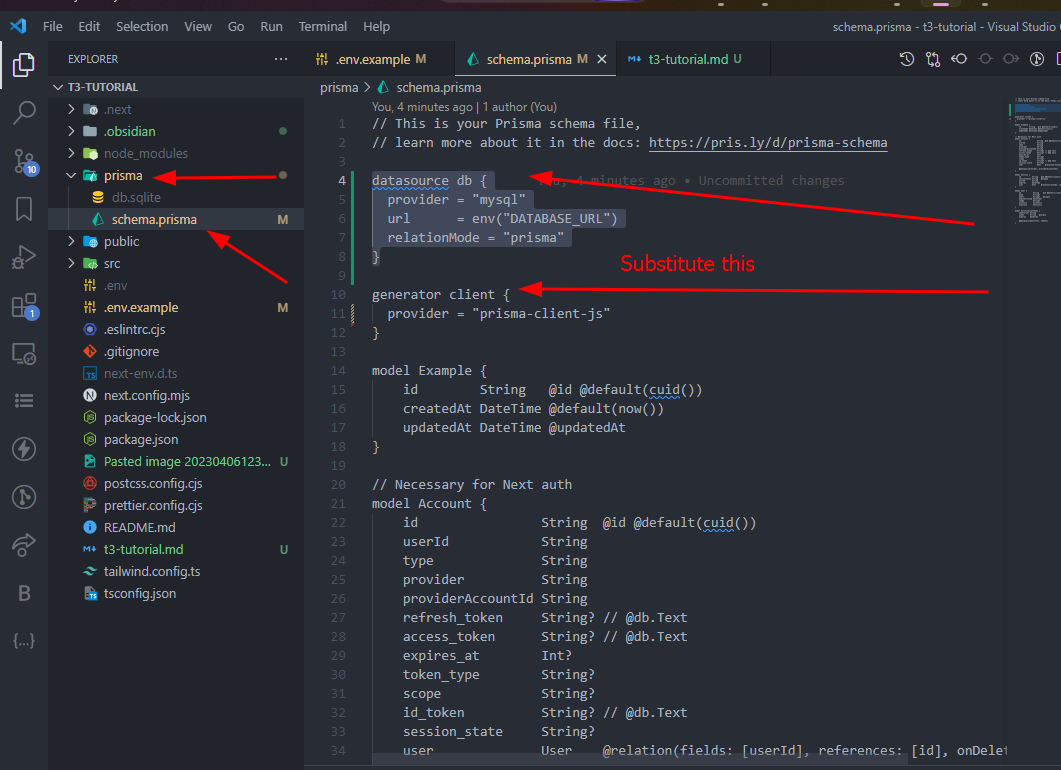 File Edit Selection View Go Run Terminal Help
schema.prisma - t3-tutorial - Visual Studio
EXPLORER
.env.example M
schema.prisma M
t3-tutorial.md U
T3-TUTORIAL
.next
.obsidian
node_modules
prisma
db.sqlite
schema.prisma M
public
src
.env
.env.example M
.eslintrc.cjs
.gitignore
next-env.d.ts
next.config.mjs
package-lock.json
package.json
Pasted image 20230406123... U
postcss.config.cjs
prettier.config.cjs
README.md
t3-tutorial.md U
tailwind.config.ts
tsconfig.json
10
1
prisma > schema.prisma
You, 4 minutes ago | 1 author (You)
1 // This is your Prisma schema file,
2 // learn more about it in the docs: https://pris.ly/d/prisma-schema
3
4 datasource db { 4 minutes ago • Uncommitted changes
5 provider = "mysql"
6 url = env("DATABASE_URL")
7 relationMode = "prisma"
8 }
9
Substitute this
10 generator client {
11 provider = "prisma-client-js"
12 }
13
14 model Example {
15 id String @id @default(cuid())
16 createdAt DateTime @default(now())
17 updatedAt DateTime @updatedAt
18 }
19
20 // Necessary for Next auth
21 model Account {
22 id String @id @default(cuid())
23 userId String
24 type String
25 provider String
26 providerAccountId String
27 refresh_token String? // @db.Text
28 access_token String? // @db.Text
29 expires_at Int?
30 token_type String?
31 scope String?
32 id_token String? // @db.Text
33 session_state String?
34 user User @relation(fields: [userId], references: [id], onDelet